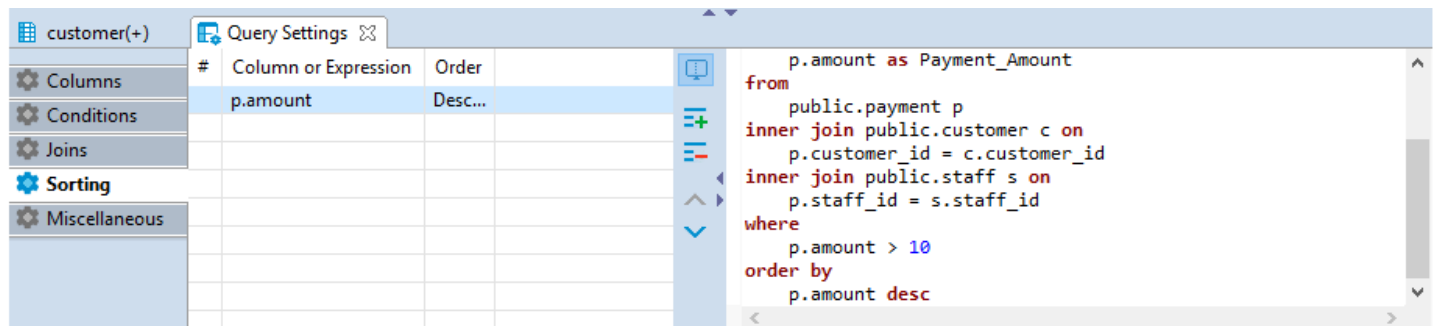 customer(+)
Query Settings
Columns
Conditions
Joins
Sorting
Miscellaneous
# Column or Expression Order
p.amount Desc...
p.amount as Payment_Amount
from
public.payment p
inner join public.customer c on
p.customer_id = c.customer_id
inner join public.staff s on
p.staff_id = s.staff_id
where
p.amount > 10
order by
p.amount desc